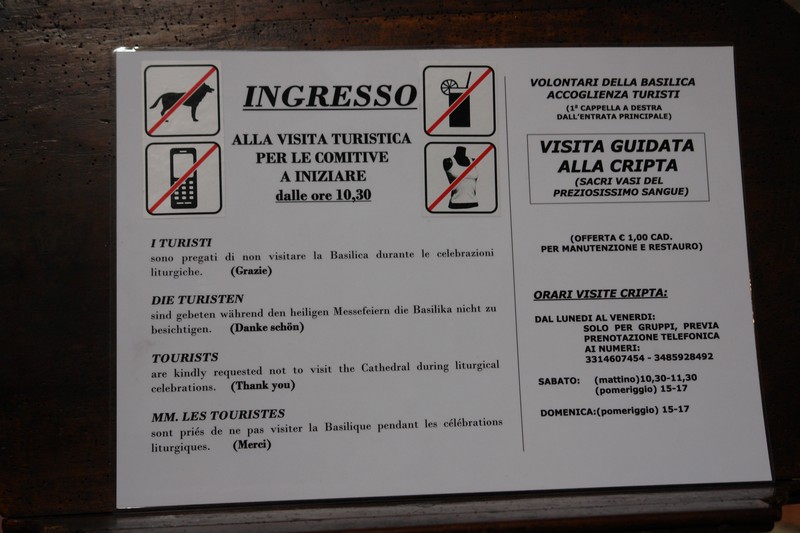 INGRESSO
ALLA VISITA TURISTICA
PER LE COMITIVE
A INIZIARE
dalle ore 10,30
I TURISTI
sono pregati di non visitare la Basilica durante le celebrazioni
liturgiche. (Grazie)
DIE TURISTEN
sind gebeten während den heiligen Messefeiern die Basilika nicht zu
besichtigen. (Danke schön)
TOURISTS
are kindly requested not to visit the Cathedral during liturgical
celebrations. (Thank you)
MM. LES TOURISTES
sont priés de ne pas visiter la Basilique pendant les célébrations
liturgiques. (Merci)
VOLONTARI DELLA BASILICA
ACCOGLIENZA TURISTI
(1ª CAPPELLA A DESTRA
DALL'ENTRATA PRINCIPALE)
VISITA GUIDATA
ALLA CRIPTA
(SACRI VASI DEL
PREZIOSISSIMO SANGUE)
(OFFERTA € 1,00 CAD.
PER MANUTENZIONE E RESTAURO)
ORARI VISITE CRIPTA:
DAL LUNEDI AL VENERDI:
SOLO PER GRUPPI, PREVIA
PRENOTAZIONE TELEFONICA
AI NUMERI:
3314607454 - 3485928492
SABATO: (mattino)10,30-11,30
(pomeriggio) 15-17
DOMENICA:(pomeriggio) 15-17